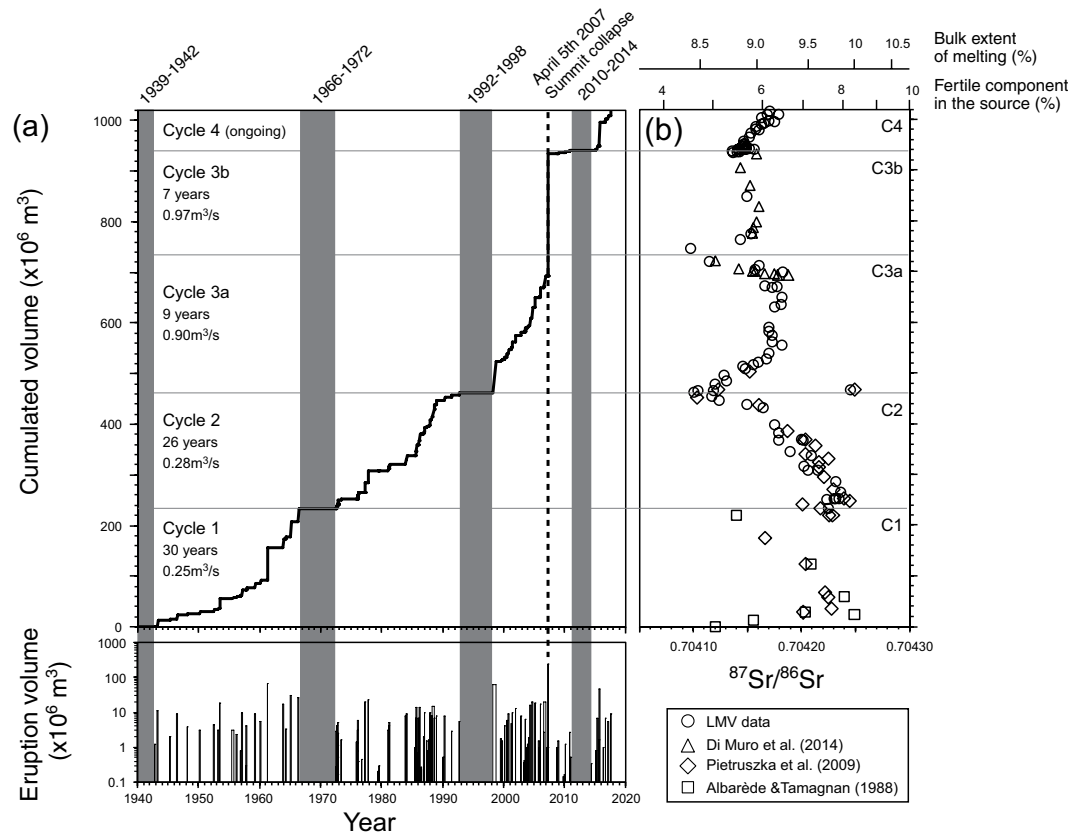 1939-1942
1966-1972
1992-1998
April 5th 2007
Summit collapse
2010-2014
8.5 9.0 9.5 10 10.5
Bulk extent
of melting (%)
4 6 8 10
Fertile component
in the source (%)
(a)
(b)
Cumulated volume (x10⁶ m³)
1000
800
600
400
200
0
Cycle 4 (ongoing)
Cycle 3b
7 years
0.97m³/s
Cycle 3a
9 years
0.90m³/s
Cycle 2
26 years
0.28m³/s
Cycle 1
30 years
0.25m³/s
C4
C3b
C3a
C2
C1
0.70410 0.70420 0.70430
⁸⁷Sr/⁸⁶Sr
Eruption volume
(x10⁶ m³)
1000
100
10
1
0.1
1940 1950 1960 1970 1980 1990 2000 2010 2020
Year
LMV data
Di Muro et al. (2014)
Pietruszka et al. (2009)
Albarède &Tamagnan (1988)